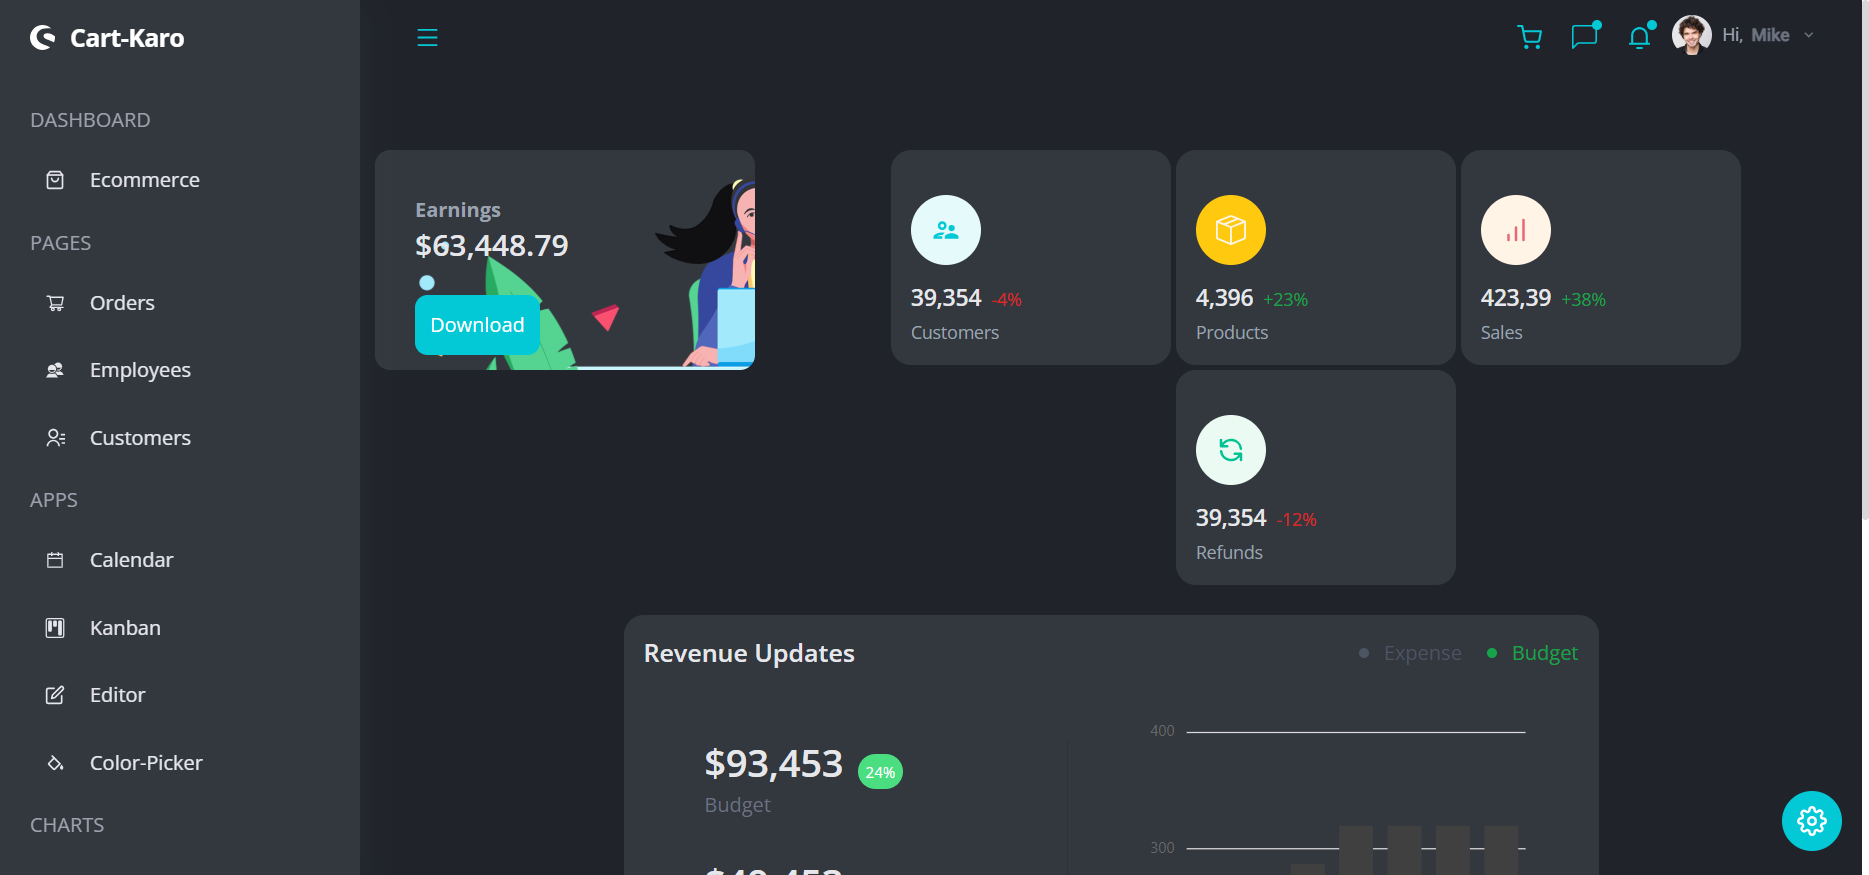 Cart-Karo
Hi, Mike
DASHBOARD
Ecommerce
PAGES
Orders
Employees
Customers
APPS
Calendar
Kanban
Editor
Color-Picker
CHARTS
Earnings
$63,448.79
Download
39,354 -4%
Customers
4,396 +23%
Products
423,39 +38%
Sales
39,354 -12%
Refunds
Revenue Updates
Expense
Budget
$93,453 24%
Budget
400
300